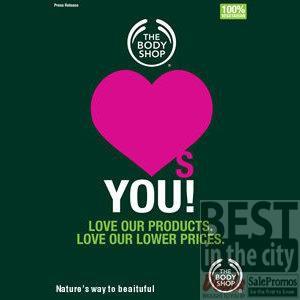 Press Release
100%
VEGETARIAN
THE
BODY
SHOP
S
YOU!
LOVE OUR PRODUCTS.
LOVE OUR LOWER PRICES.
BEST
in the city
THE
BODY
SHOP
SalePromos
Nature's way to beaituful